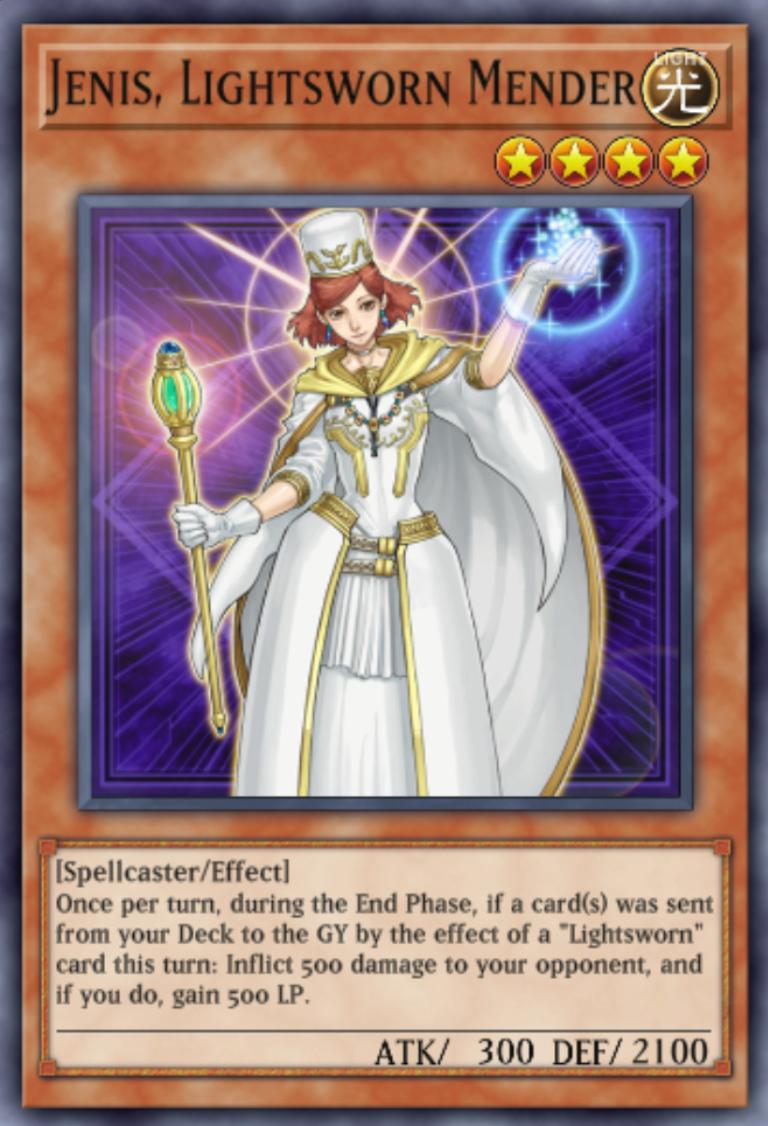 JENIS, LIGHTSWORN MENDER
LIGHT
光
[Spellcaster/Effect]
Once per turn, during the End Phase, if a card(s) was sent
from your Deck to the GY by the effect of a "Lightsworn"
card this turn: Inflict 500 damage to your opponent, and
if you do, gain 500 LP.
ATK/ 300 DEF/ 2100